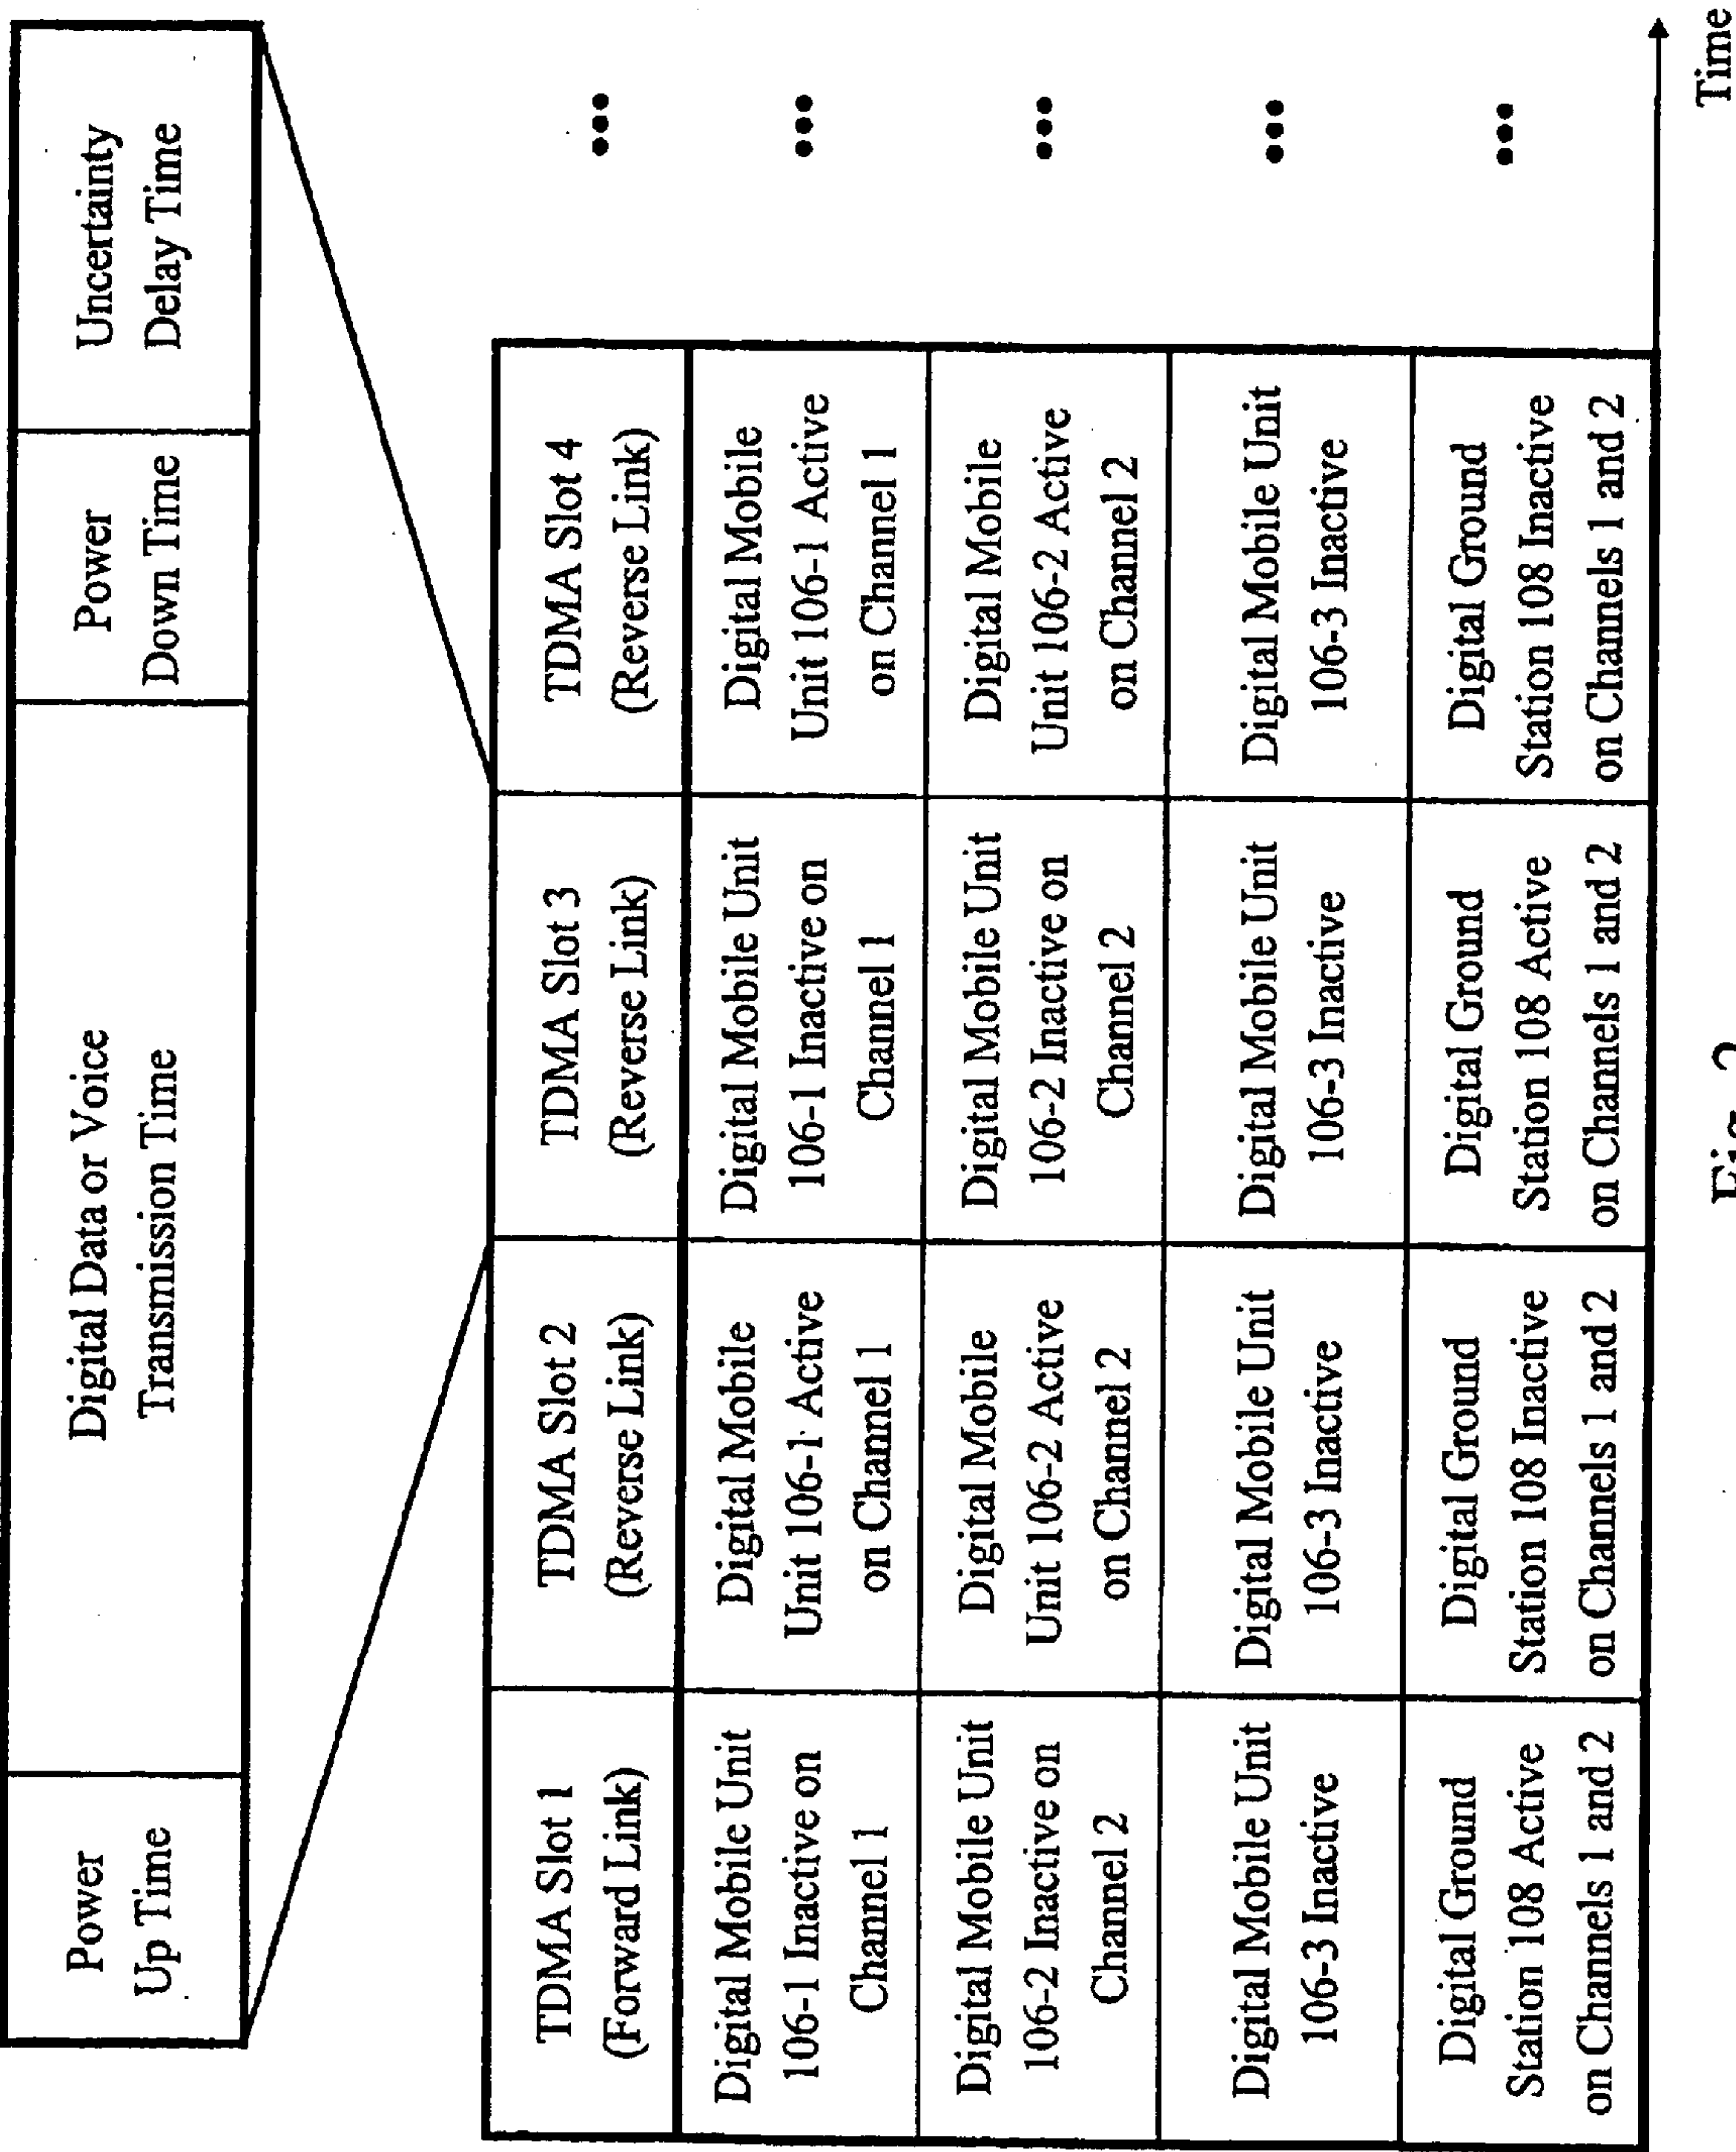 Power
Up Time
Digital Data or Voice
Transmission Time
Power
Down Time
Uncertainty
Delay Time
TDMA Slot 1
(Forward Link)
TDMA Slot 2
(Reverse Link)
TDMA Slot 3
(Reverse Link)
TDMA Slot 4
(Reverse Link)
•••
Digital Mobile Unit
106-1 Inactive on
Channel 1
Digital Mobile
Unit 106-1 Active
on Channel 1
Digital Mobile Unit
106-1 Inactive on
Channel 1
Digital Mobile
Unit 106-1 Active
on Channel 1
•••
Digital Mobile Unit
106-2 Inactive on
Channel 2
Digital Mobile
Unit 106-2 Active
on Channel 2
Digital Mobile Unit
106-2 Inactive on
Channel 2
Digital Mobile
Unit 106-2 Active
on Channel 2
•••
Digital Mobile Unit
106-3 Inactive
Digital Mobile Unit
106-3 Inactive
Digital Mobile Unit
106-3 Inactive
Digital Mobile Unit
106-3 Inactive
•••
Digital Ground
Station 108 Active
on Channels 1 and 2
Digital Ground
Station 108 Inactive
on Channels 1 and 2
Digital Ground
Station 108 Active
on Channels 1 and 2
Digital Ground
Station 108 Inactive
on Channels 1 and 2
•••
Time